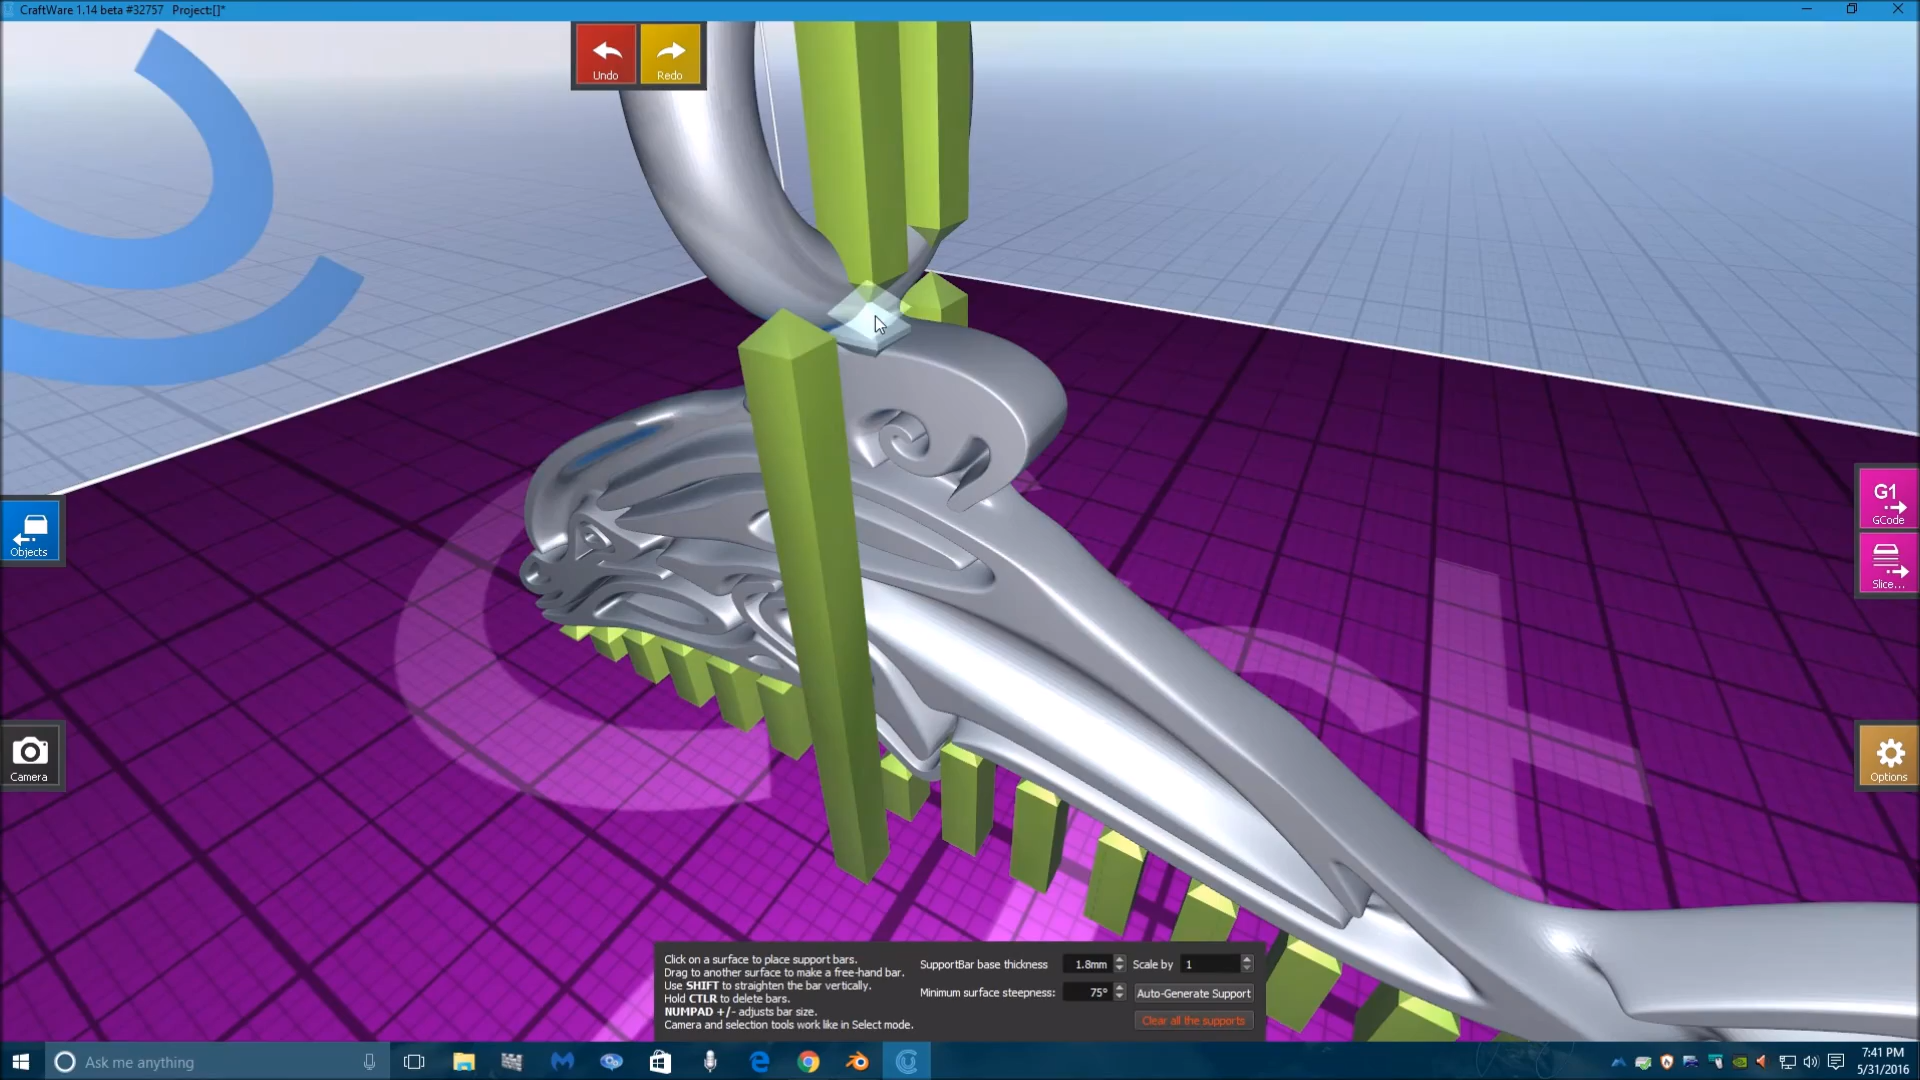 CraftWare 1.14 beta #32757 Project:[]*
Undo
Redo
Objects
Camera
G1
GCode
Slice...
Options
Click on a surface to place support bars.
Drag to another surface to make a free-hand bar.
Use SHIFT to straighten the bar vertically.
Hold CTLR to delete bars.
NUMPAD +/- adjusts bar size.
Camera and selection tools work like in Select mode.
SupportBar base thickness 1.8mm Scale by 1
Minimum surface steepness: 75° Auto-Generate Support
Clear all the supports
Ask me anything
7:41 PM
5/31/2016